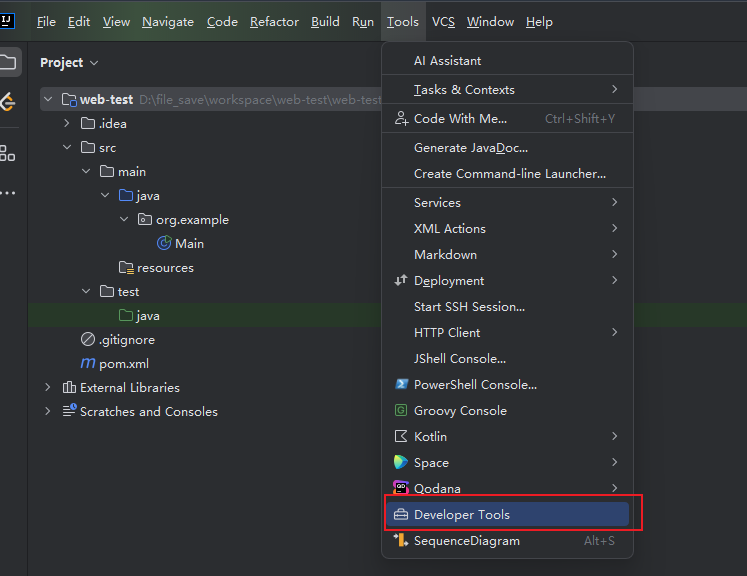 File Edit View Navigate Code Refactor Build Run Tools VCS Window Help
Project
web-test D:\file_save\workspace\web-test\web-test
.idea
src
main
java
org.example
Main
resources
test
java
.gitignore
pom.xml
External Libraries
Scratches and Consoles
AI Assistant
Tasks & Contexts
Code With Me... Ctrl+Shift+Y
Generate JavaDoc...
Create Command-line Launcher...
Services
XML Actions
Markdown
Deployment
Start SSH Session...
HTTP Client
JShell Console...
PowerShell Console...
Groovy Console
Kotlin
Space
Qodana
Developer Tools
SequenceDiagram Alt+S